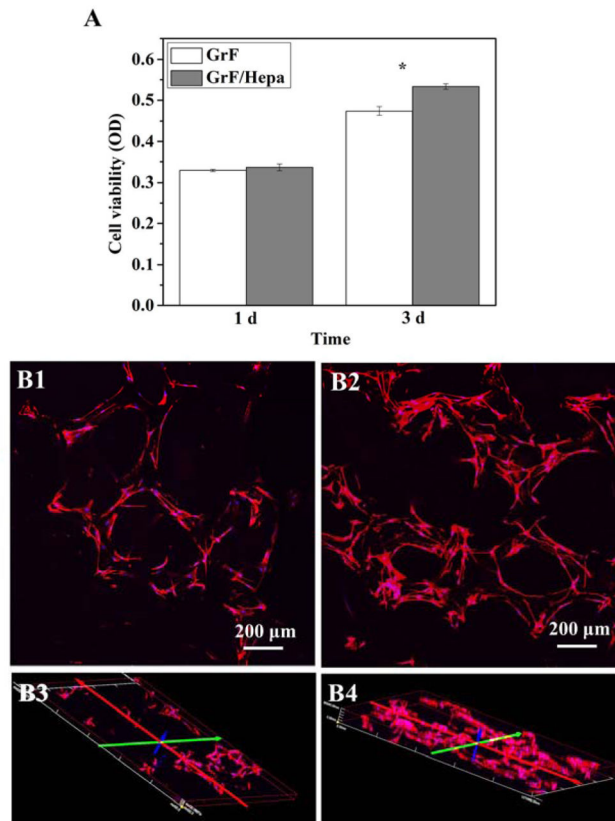 A
GrF
GrF/Hepa
*
0.6
0.5
0.4
0.3
0.2
0.1
0.0
Cell viability (OD)
1 d
3 d
Time
B1
B2
200 µm
200 µm
B3
B4